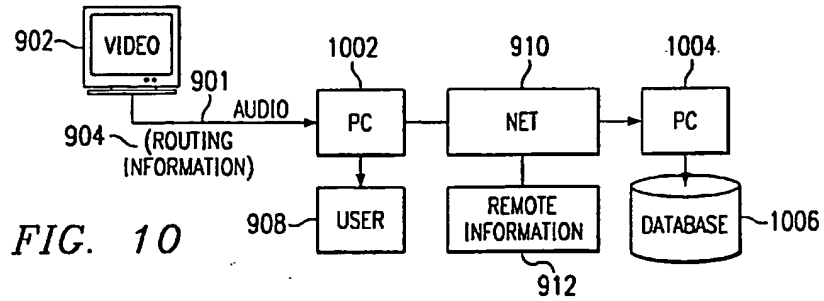 902
VIDEO
901
AUDIO
904
(ROUTING
INFORMATION)
1002
PC
910
NET
1004
PC
908
USER
REMOTE
INFORMATION
912
DATABASE
1006
FIG. 10